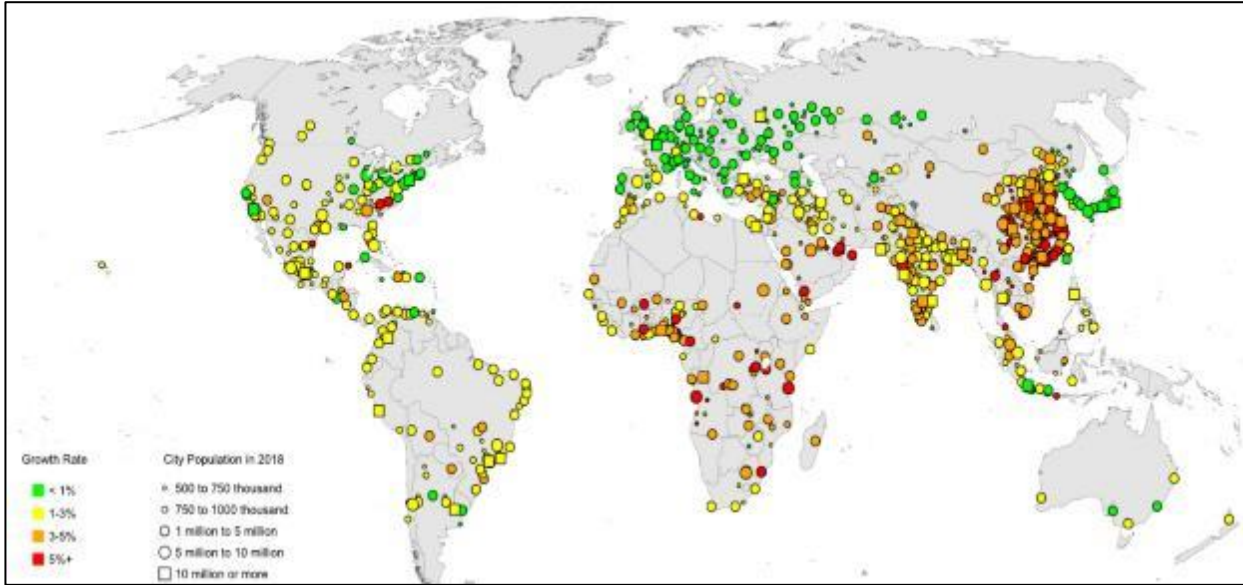 Growth Rate
< 1%
1-3%
3-5%
5%+
City Population in 2018
500 to 750 thousand
750 to 1000 thousand
1 million to 5 million
5 million to 10 million
10 million or more